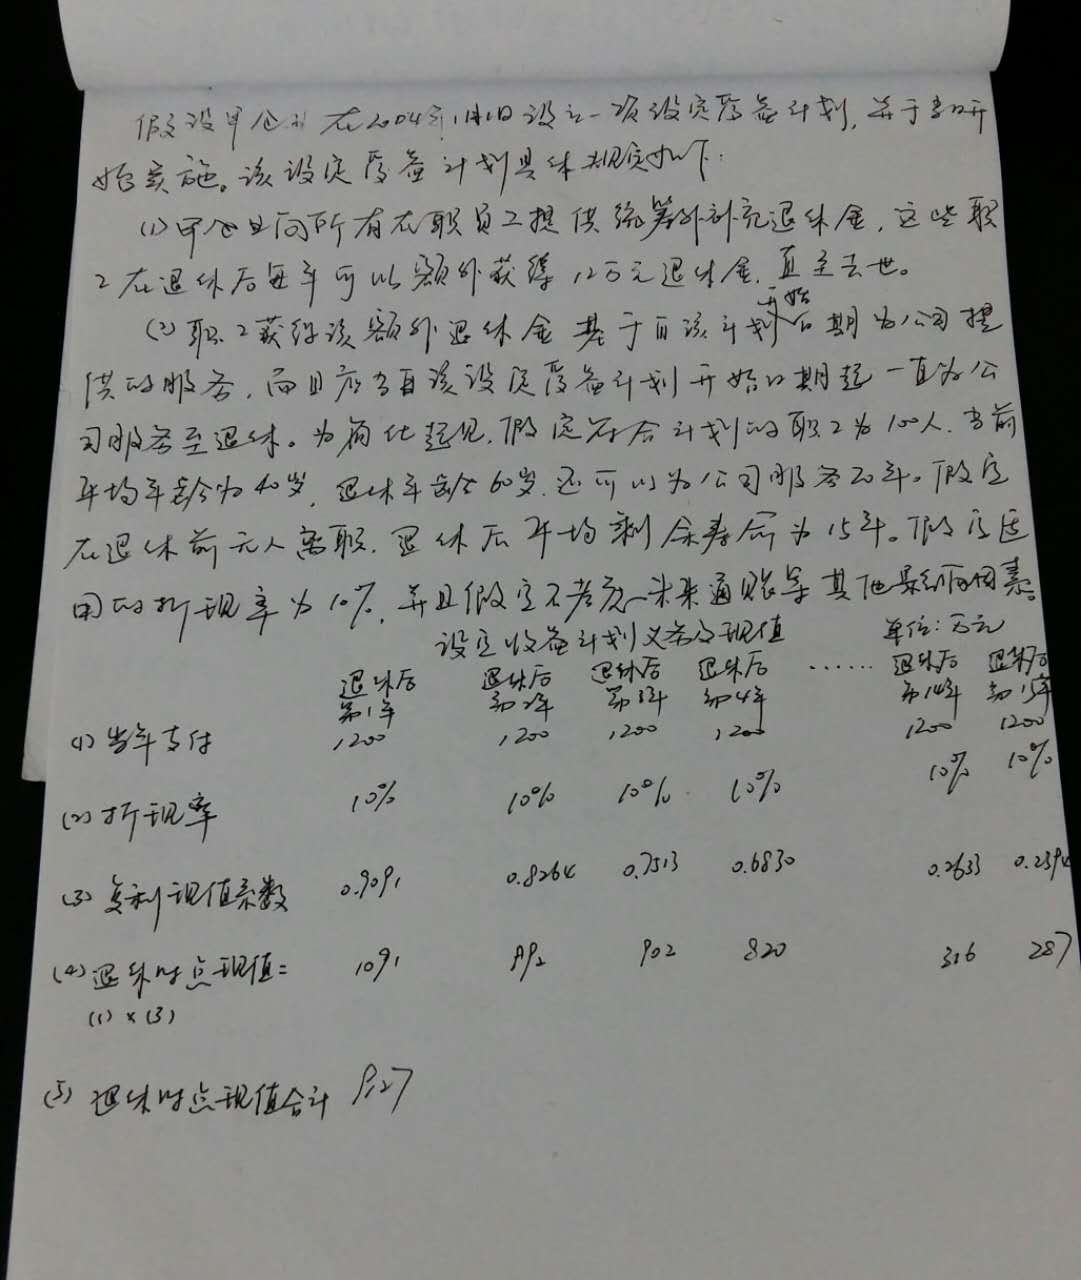 假设甲企业在2004年1月1日设立一项设定受益计划，并于当日开
始实施。该设定受益计划具体规定如下：
(1)甲企业向所有在职员工提供统筹外补充退休金，这些职
工在退休后每年可以额外获得12万元退休金，直至去世。
(2)职工获得该额外退休金基于自该计划开始日期为公司提
供的服务，而且应当自该设定受益计划开始日期起一直为公
司服务至退休。为简化起见，假定符合计划的职工为100人，当前
平均年龄为40岁，退休年龄60岁，还可以为公司服务20年。假定
在退休前无人离职，退休后平均剩余寿命为15年。假定适
用的折现率为10%，并且假定不考虑未来通账等其他影响因素。
设定收益计划义务及现值 单位：万元
退休后第1年 退休后第2年 退休后第3年 退休后第4年 …… 退休后第14年 退休后第15年
(1)当年支付 1200 1200 1200 1200 1200 1200
(2)折现率 10% 10% 10% 10% 10% 10%
(3)复利现值系数 0.9091 0.8264 0.7513 0.6830 0.2633 0.2394
(4)退休时点现值= 1091 992 902 820 316 287
(1)×(3)
(5)退休时点现值合计 9127